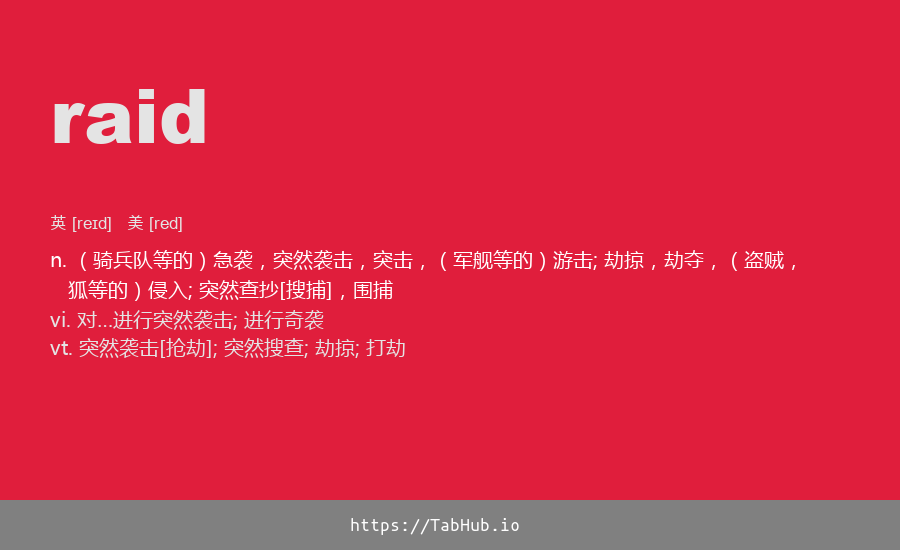 raid
英 [reɪd] 美 [red]
n.（骑兵队等的）急袭，突然袭击，突击，（军舰等的）游击; 劫掠，劫夺，（盗贼，
狐等的）侵入; 突然查抄[搜捕]，围捕
vi. 对…进行突然袭击; 进行奇袭
vt. 突然袭击[抢劫]; 突然搜查; 劫掠; 打劫
https://TabHub.io